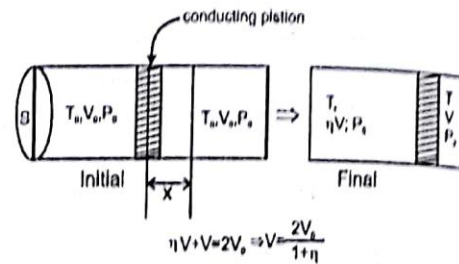 conducting pistion
S
T₀,V₀,P₀
T₀,V₀,P₀
⇒
T,
ηV; P₁
T
V
P₂
Initial
X
Final
ηV+V=2V₀ ⇒V= 2V₀/1+η